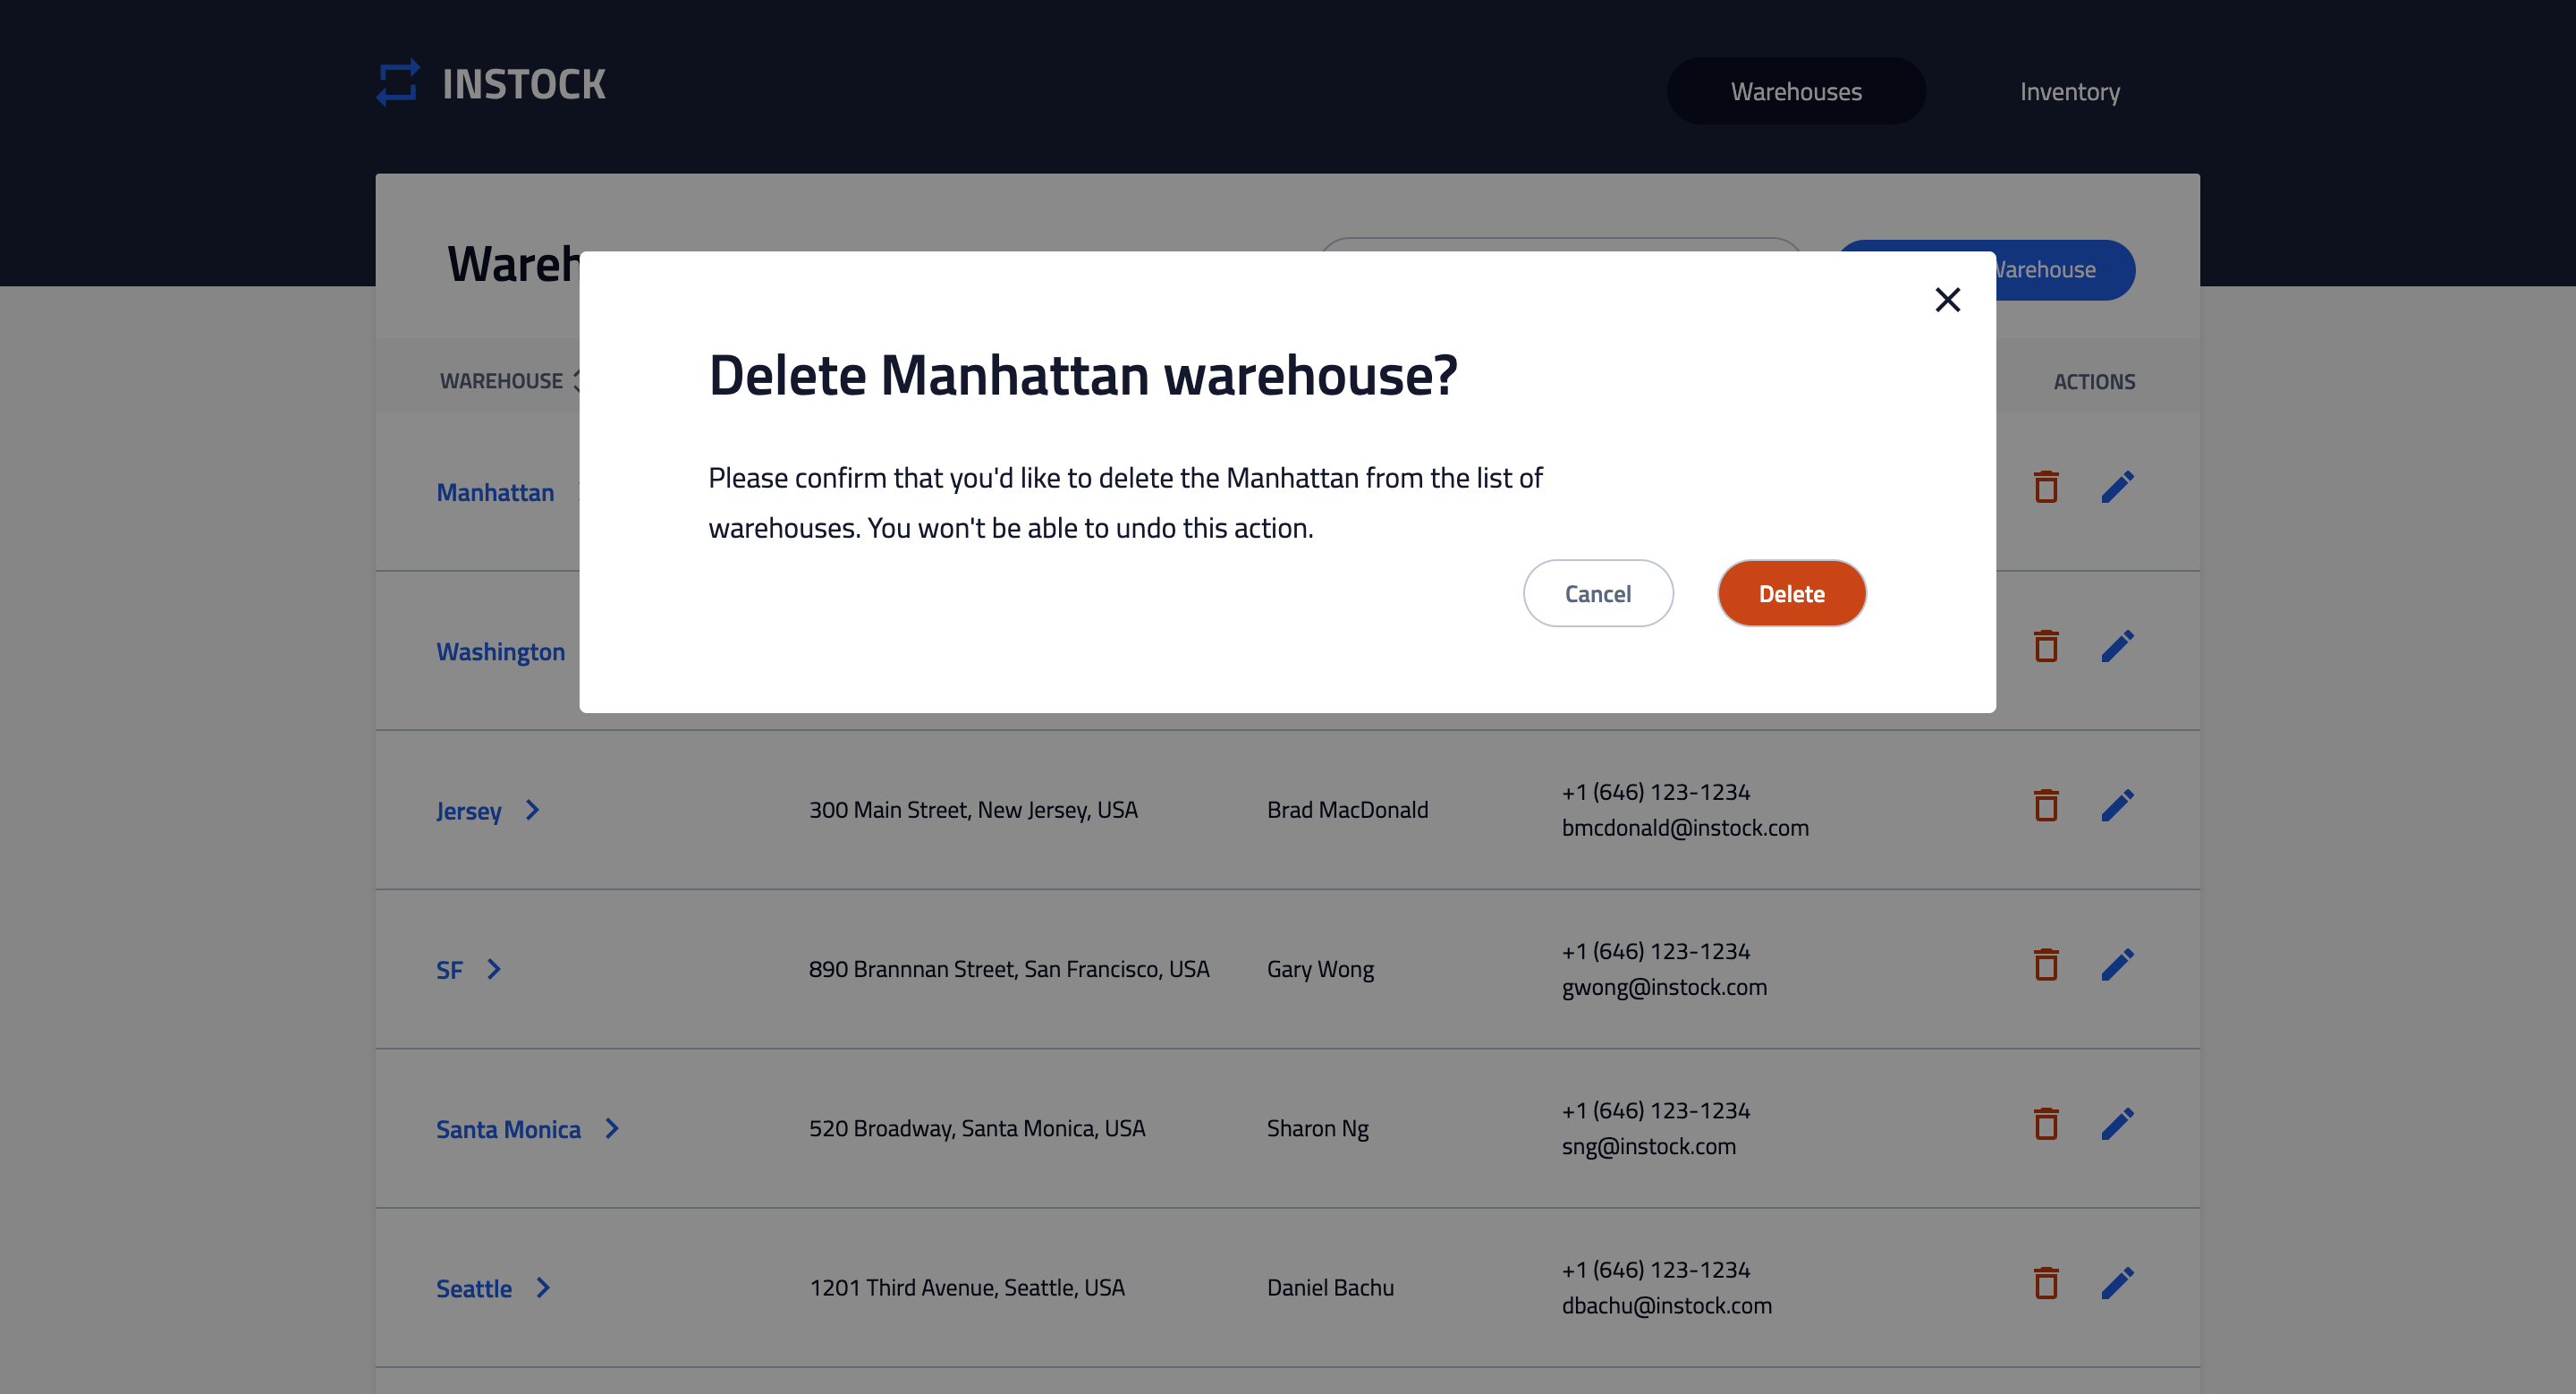 INSTOCK
Warehouses
Inventory
Delete Manhattan warehouse?
Please confirm that you'd like to delete the Manhattan from the list of
warehouses. You won't be able to undo this action.
Cancel
Delete
Warehouse
WAREHOUSE
ACTIONS
Manhattan
Washington
Jersey
300 Main Street, New Jersey, USA
Brad MacDonald
+1 (646) 123-1234
bmcdonald@instock.com
SF
890 Brannnan Street, San Francisco, USA
Gary Wong
+1 (646) 123-1234
gwong@instock.com
Santa Monica
520 Broadway, Santa Monica, USA
Sharon Ng
+1 (646) 123-1234
sng@instock.com
Seattle
1201 Third Avenue, Seattle, USA
Daniel Bachu
+1 (646) 123-1234
dbachu@instock.com